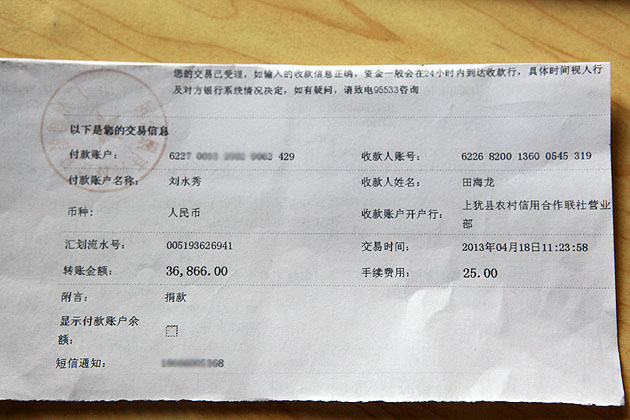 您的交易已受理，如输入的收款信息正确，资金一般会在24小时内到达收款行，具体时间视人行
及对方银行系统情况决定，如有疑问，请致电95533咨询
以下是您的交易信息
付款账户： 6227 0062 429 收款人账号： 6226 8200 1360 0545 319
付款账户名称： 刘水秀 收款人姓名： 田海龙
币种： 人民币 收款账户开户行： 上犹县农村信用合作联社营业
部
汇划流水号： 005193626941 交易时间： 2013年04月18日11:23:58
转账金额： 36,866.00 手续费用： 25.00
附言： 捐款
显示付款账户余
额：
短信通知：